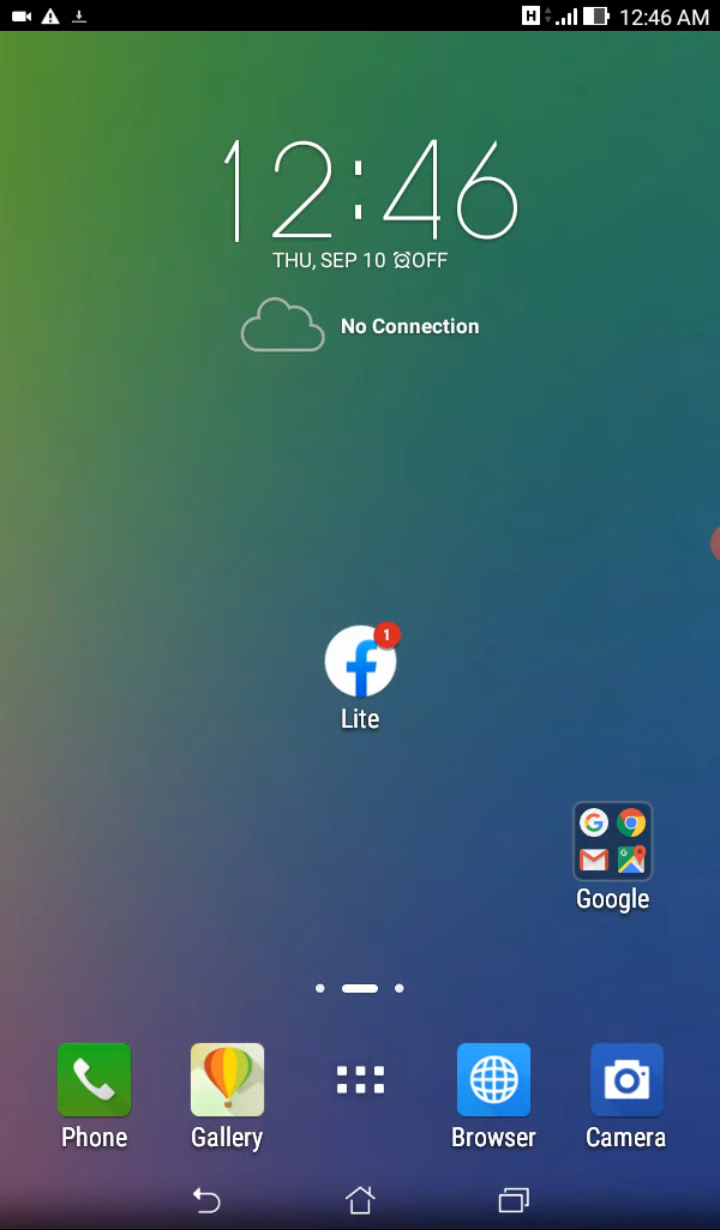 H 12:46 AM
12:46
THU, SEP 10 OFF
No Connection
1
Lite
Google
Phone Gallery Browser Camera